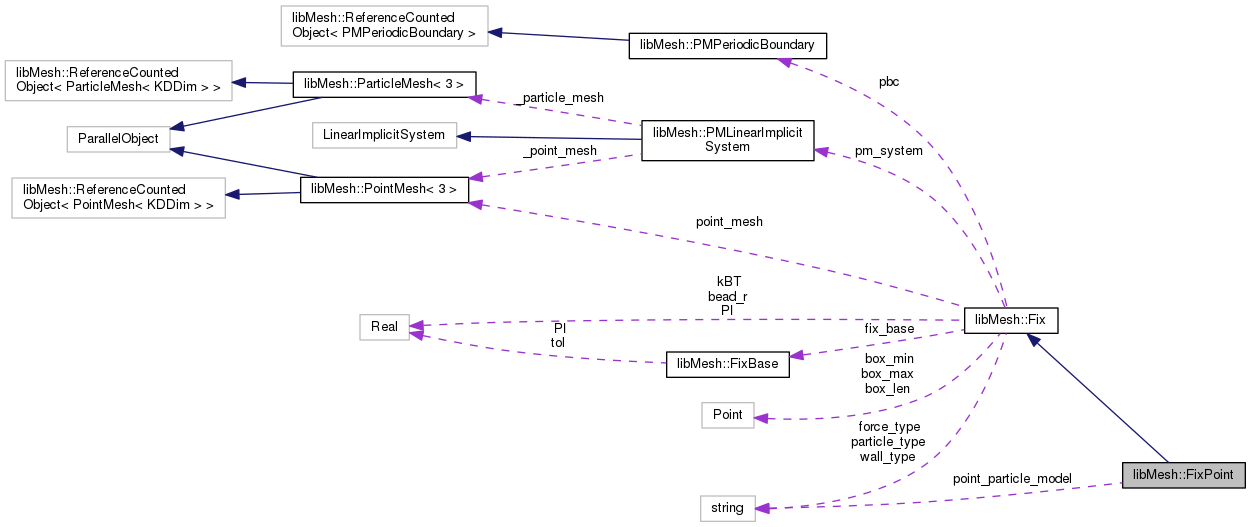 libMesh::ReferenceCounted
Object< PMPeriodicBoundary >
libMesh::PMPeriodicBoundary
libMesh::ReferenceCounted
Object< ParticleMesh< KDDim > >
libMesh::ParticleMesh< 3 >
pbc
_particle_mesh
ParallelObject
LinearImplicitSystem
libMesh::PMLinearImplicit
System
_point_mesh
pm_system
libMesh::ReferenceCounted
Object< PointMesh< KDDim > >
libMesh::PointMesh< 3 >
point_mesh
kBT
bead_r
PI
Real
libMesh::Fix
PI
tol
fix_base
libMesh::FixBase
box_min
box_max
box_len
Point
force_type
particle_type
wall_type
point_particle_model
libMesh::FixPoint
string